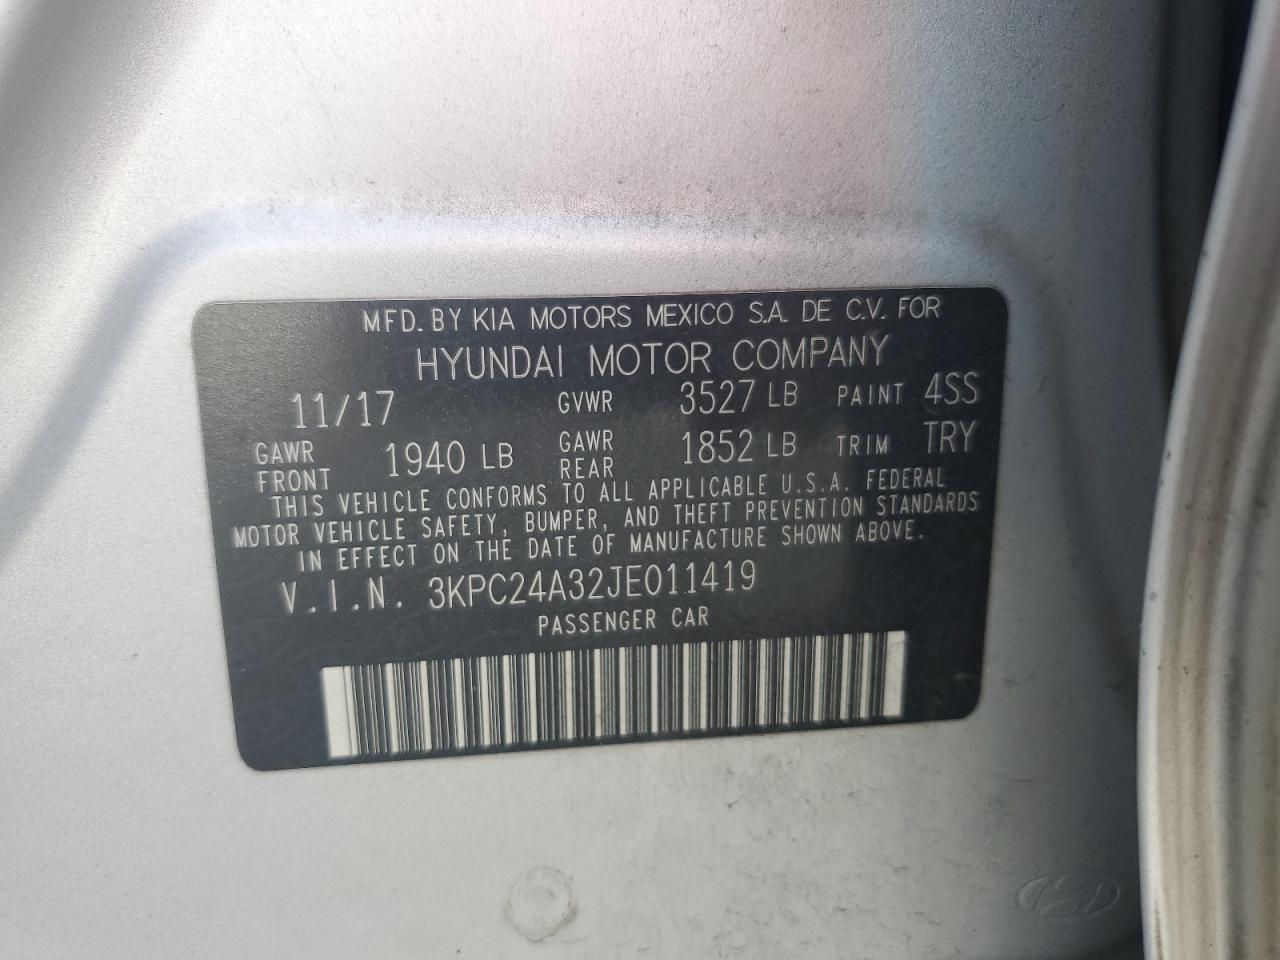 MFD. BY KIA MOTORS MEXICO S.A. DE C.V. FOR
HYUNDAI MOTOR COMPANY
11/17 GVWR 3527 LB PAINT 4SS
GAWR FRONT 1940 LB GAWR REAR 1852 LB TRIM TRY
THIS VEHICLE CONFORMS TO ALL APPLICABLE U.S.A. FEDERAL
MOTOR VEHICLE SAFETY, BUMPER, AND THEFT PREVENTION STANDARDS
IN EFFECT ON THE DATE OF MANUFACTURE SHOWN ABOVE.
V.I.N. 3KPC24A32JE011419
PASSENGER CAR